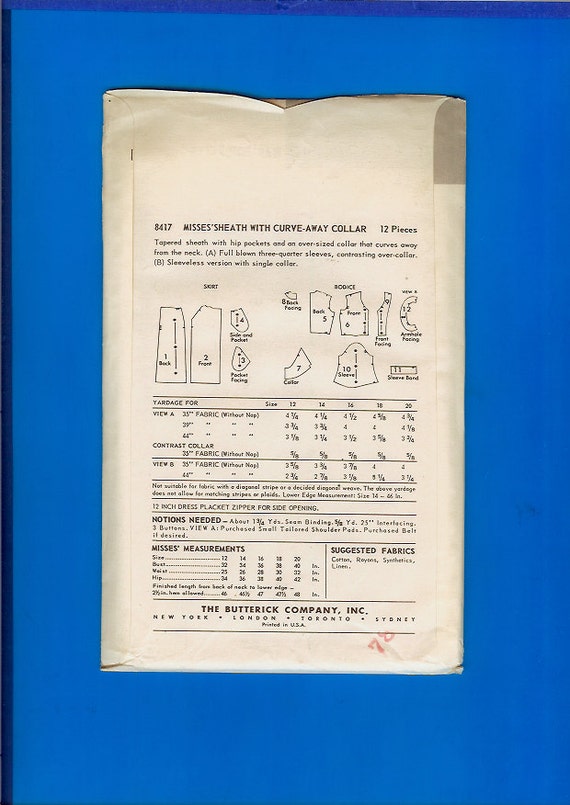 8417 MISSES' SHEATH WITH CURVE-AWAY COLLAR 12 Pieces
Tapered sheath with hip pockets and an over-sized collar that curves away
from the neck. (A) Full blown three-quarter sleeves, contrasting over-collar.
(B) Sleeveless version with single collar.
SKIRT BODICE VIEW B
1 Back
2 Front
4 Side and Pocket
3 Pocket Facing
8 Back Facing
Back 5
Front 6
9 Front Facing
12 Armhole Facing
7 Collar
10 Sleeve
11 Sleeve Band
YARDAGE FOR Size 12 14 16 18 20
VIEW A 35" FABRIC (Without Nap) 4 1/4 4 1/4 4 1/2 4 5/8 4 3/4
39" " " " 3 3/4 3 3/4 4 4 4 1/8
44" " " " 3 1/8 3 1/4 3 1/2 3 5/8 3 3/4
CONTRAST COLLAR
35" FABRIC (Without Nap) 5/8 5/8 5/8 5/8 5/8
VIEW B 35" FABRIC (Without Nap) 3 5/8 3 3/4 3 7/8 4 4
44" " " " 2 3/4 2 7/8 3 1/8 3 1/4
Not suitable for fabric with a diagonal stripe or a decided diagonal weave. The above yardage
does not allow for matching stripes or plaids. Lower Edge Measurement: Size 14 – 46 in.
12 INCH DRESS PLACKET ZIPPER FOR SIDE OPENING.
NOTIONS NEEDED – About 1 3/4 Yds. Seam Binding. 5/8 Yd. 25" Interfacing.
3 Buttons. VIEW A: Purchased Small Tailored Shoulder Pads. Purchased Belt
if desired.
MISSES' MEASUREMENTS
Size 12 14 16 18 20
Bust 32 34 36 38 40 In.
Waist 25 26 28 30 32 In.
Hip 34 36 38 40 42 In.
Finished length from back of neck to lower edge –
2½ in. hem allowed 46 46½ 47 47½ 48 In.
SUGGESTED FABRICS
Cotton, Rayons, Synthetics,
Linen.
THE BUTTERICK COMPANY, INC.
NEW YORK • LONDON • TORONTO • SYDNEY
Printed in U.S.A.
78